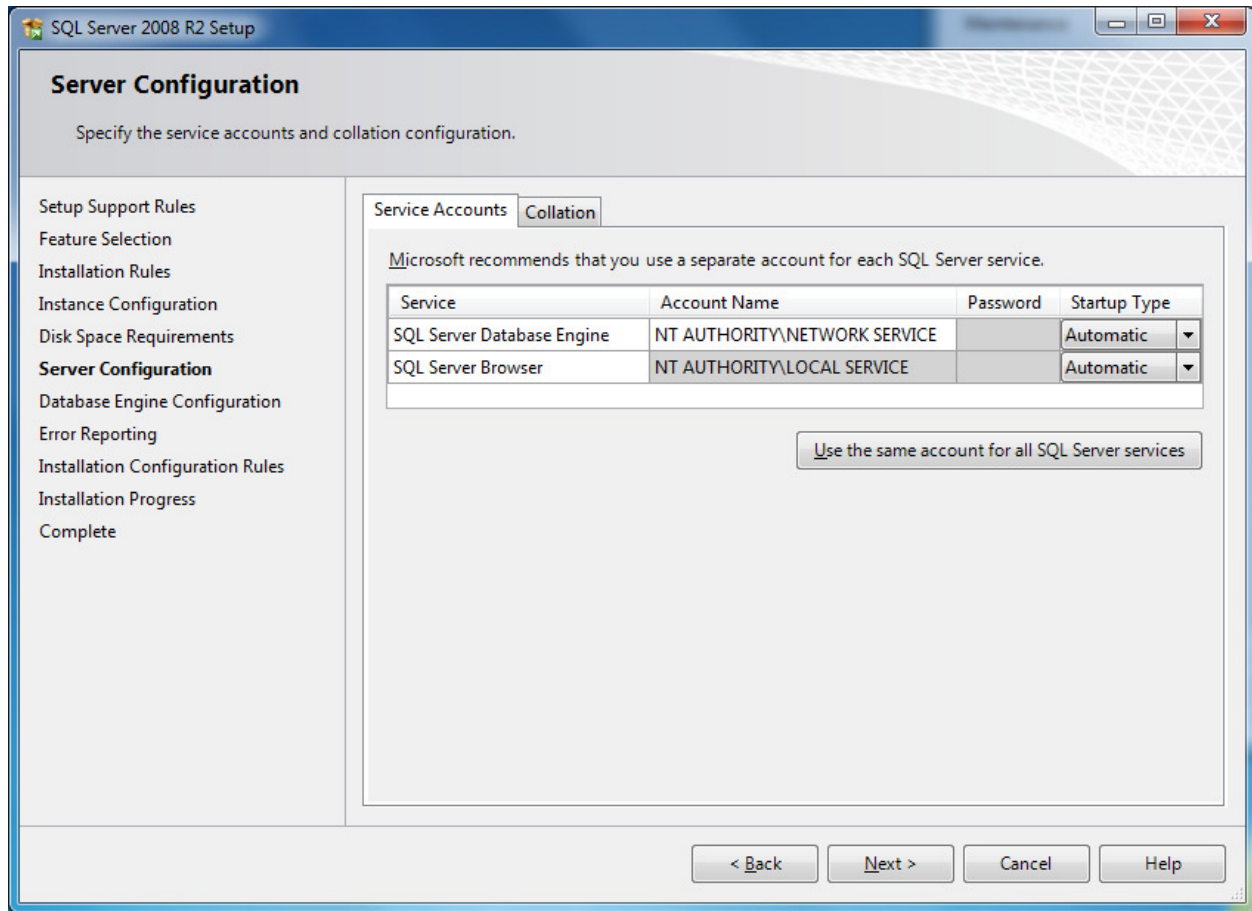 SQL Server 2008 R2 Setup
Maintenance
Server Configuration
Specify the service accounts and collation configuration.
Setup Support Rules
Feature Selection
Installation Rules
Instance Configuration
Disk Space Requirements
Server Configuration
Database Engine Configuration
Error Reporting
Installation Configuration Rules
Installation Progress
Complete
Service Accounts Collation
Microsoft recommends that you use a separate account for each SQL Server service.
Service Account Name Password Startup Type
SQL Server Database Engine NT AUTHORITY\NETWORK SERVICE Automatic
SQL Server Browser NT AUTHORITY\LOCAL SERVICE Automatic
Use the same account for all SQL Server services
< Back Next > Cancel Help